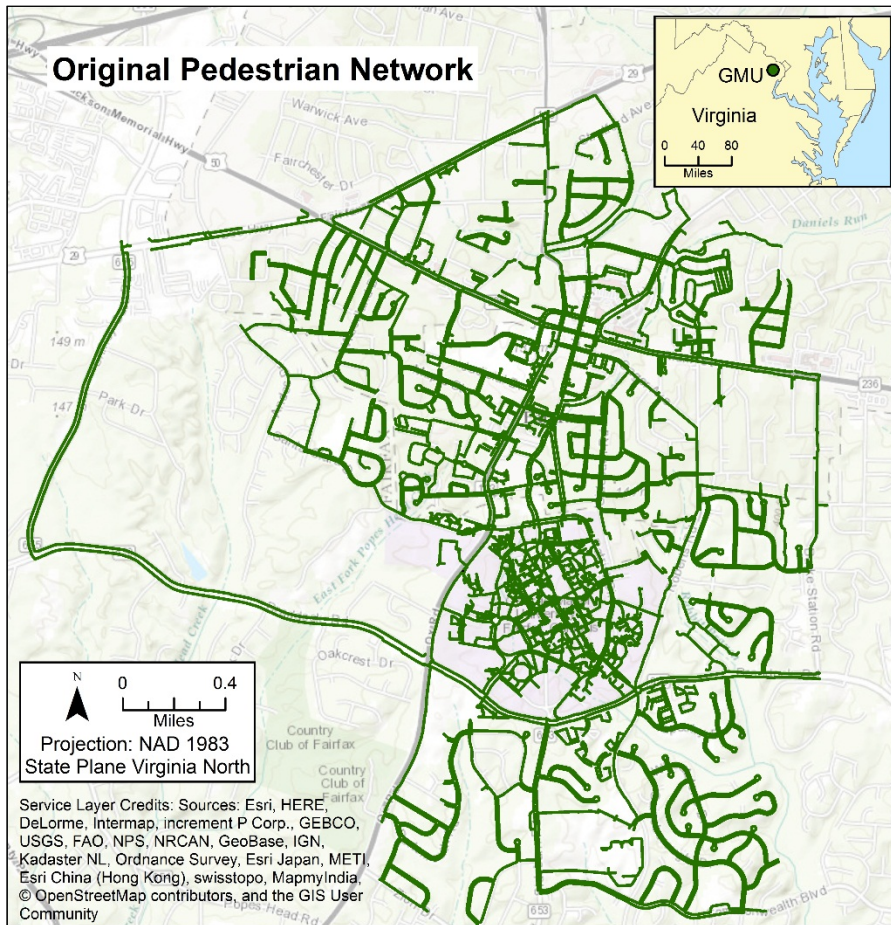 Original Pedestrian Network
GMU
Virginia
0 40 80
Miles
29
Warwick Ave
Fairchester Dr
50
Daniels Run
29
149 m
236
Park Dr
147 m
East Fork Popes He
Oakcrest Dr
Country
Club of Fairfax
Country
Club of
Fairfax
N
0 0.4
Miles
Projection: NAD 1983
State Plane Virginia North
Service Layer Credits: Sources: Esri, HERE,
DeLorme, Intermap, increment P Corp., GEBCO,
USGS, FAO, NPS, NRCAN, GeoBase, IGN,
Kadaster NL, Ordnance Survey, Esri Japan, METI,
Esri China (Hong Kong), swisstopo, MapmyIndia,
© OpenStreetMap contributors, and the GIS User
Community
Popes Head Rd
653